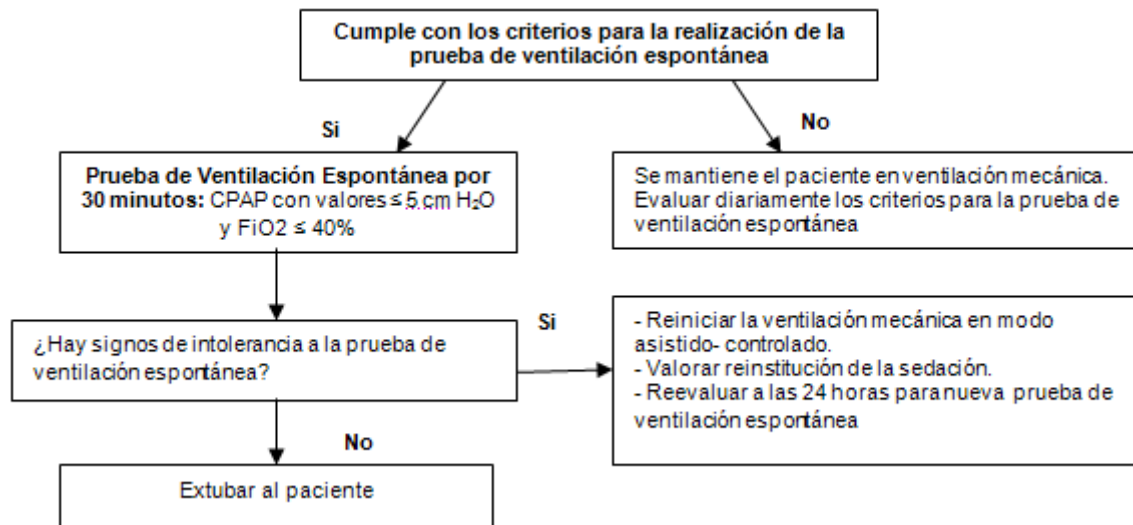 Cumple con los criterios para la realización de la
prueba de ventilación espontánea
Si
No
Prueba de Ventilación Espontánea por
30 minutos: CPAP con valores ≤ 5 cm H₂O
y FiO2 ≤ 40%
Se mantiene el paciente en ventilación mecánica.
Evaluar diariamente los criterios para la prueba de
ventilación espontánea
¿Hay signos de intolerancia a la prueba de
ventilación espontánea?
Si
- Reiniciar la ventilación mecánica en modo
asistido- controlado.
- Valorar reinstitución de la sedación.
- Reevaluar a las 24 horas para nueva prueba de
ventilación espontánea
No
Extubar al paciente